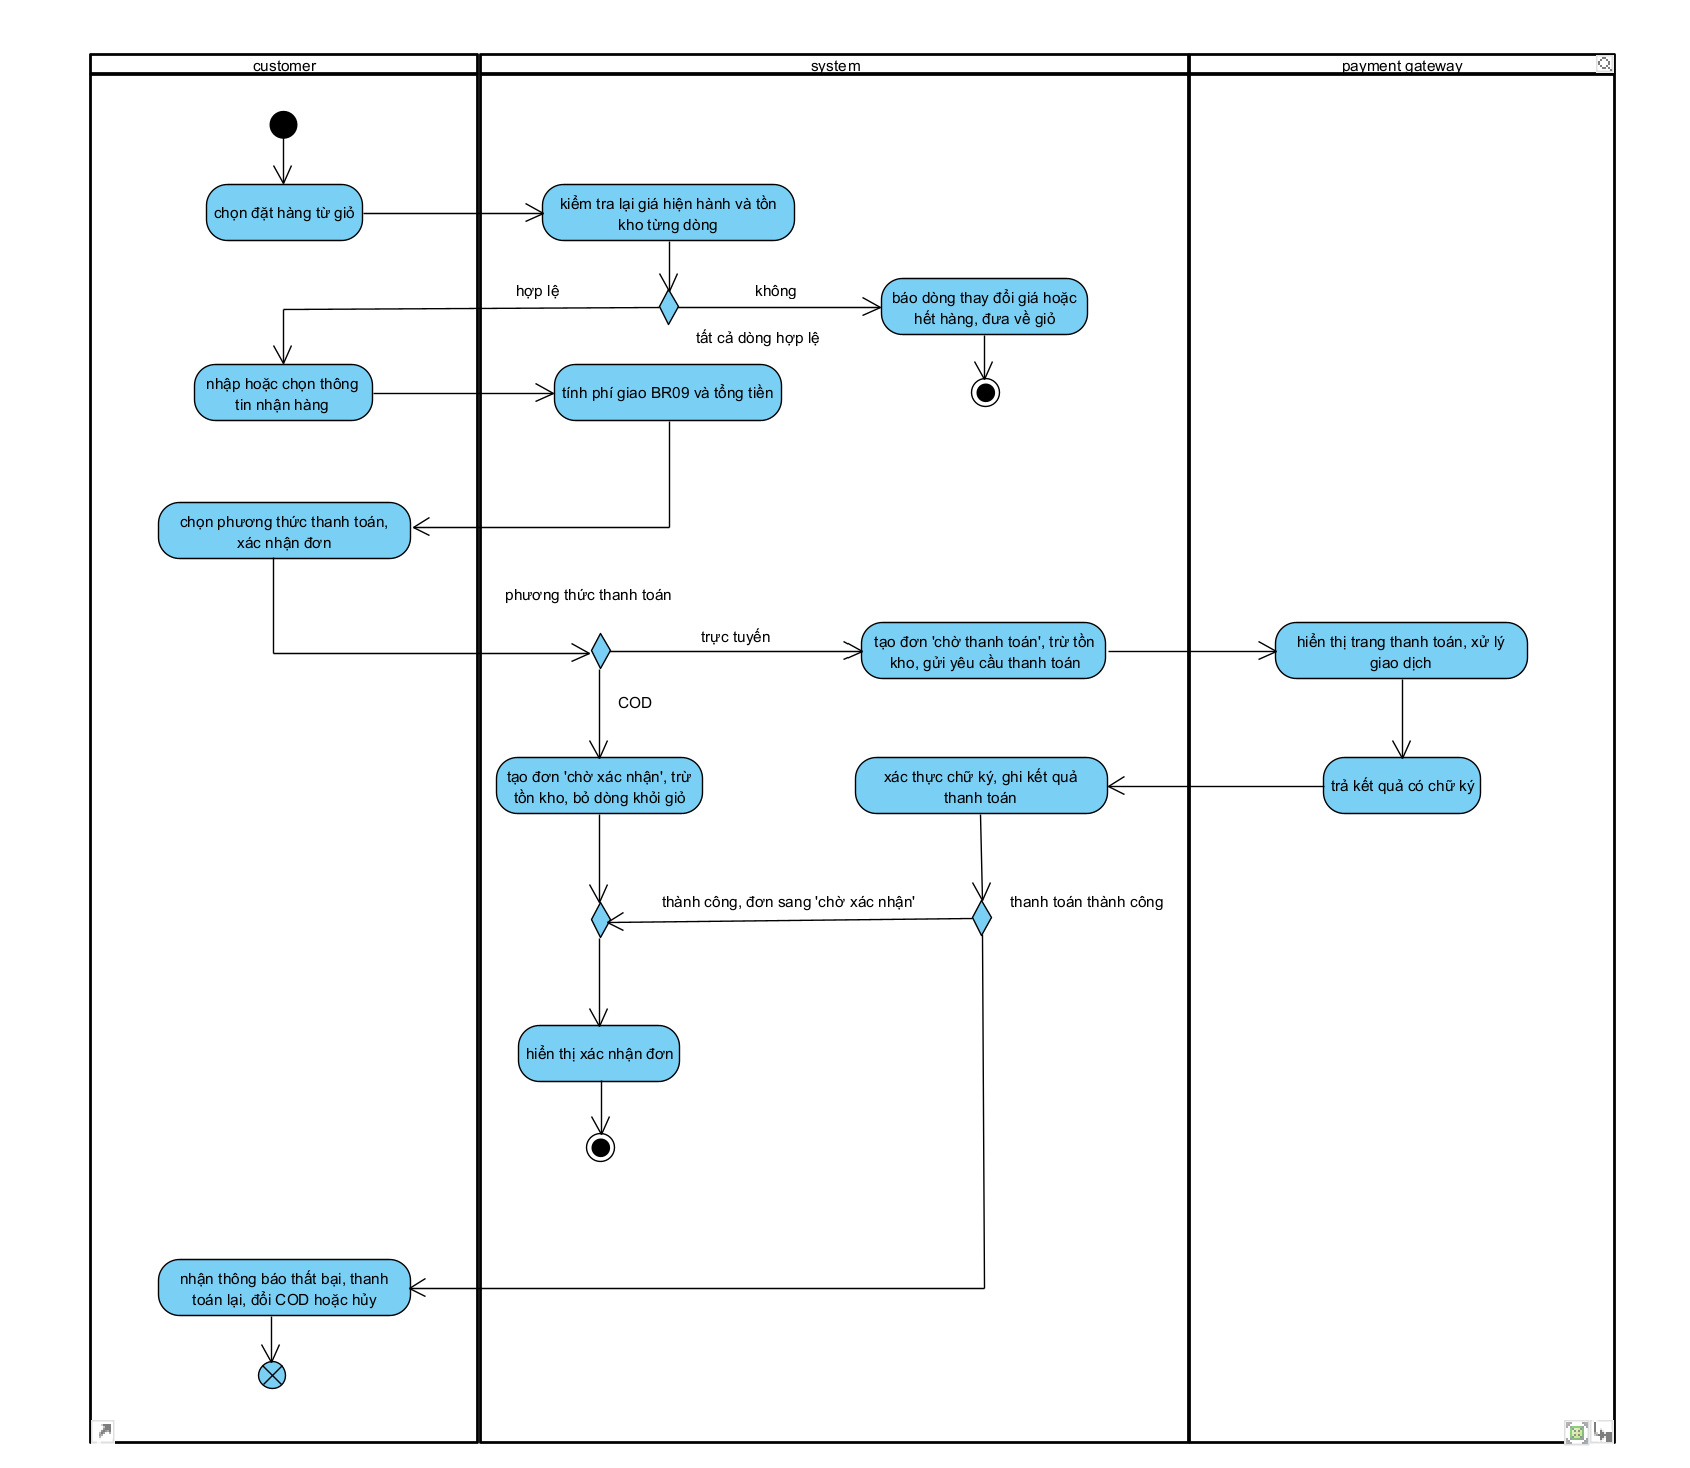 customer
system
payment gateway
chọn đặt hàng từ giỏ
kiểm tra lại giá hiện hành và tồn
kho từng dòng
hợp lệ
không
báo dòng thay đổi giá hoặc
hết hàng, đưa về giỏ
tất cả dòng hợp lệ
nhập hoặc chọn thông
tin nhận hàng
tính phí giao BR09 và tổng tiền
chọn phương thức thanh toán,
xác nhận đơn
phương thức thanh toán
trực tuyến
tạo đơn 'chờ thanh toán', trừ tồn
kho, gửi yêu cầu thanh toán
hiển thị trang thanh toán, xử lý
giao dịch
COD
tạo đơn 'chờ xác nhận', trừ
tồn kho, bỏ dòng khỏi giỏ
xác thực chữ ký, ghi kết quả
thanh toán
trả kết quả có chữ ký
thành công, đơn sang 'chờ xác nhận'
thanh toán thành công
hiển thị xác nhận đơn
nhận thông báo thất bại, thanh
toán lại, đổi COD hoặc hủy